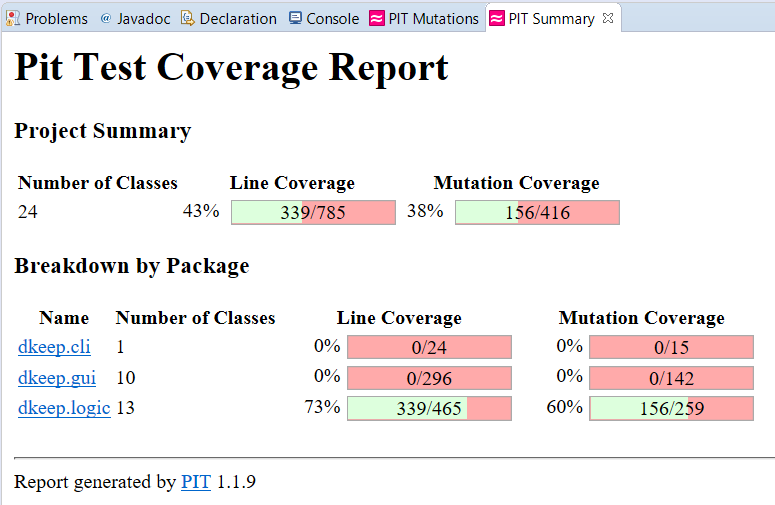 Problems @ Javadoc Declaration Console PIT Mutations PIT Summary
Pit Test Coverage Report
Project Summary
Number of Classes Line Coverage Mutation Coverage
24 43% 339/785 38% 156/416
Breakdown by Package
Name Number of Classes Line Coverage Mutation Coverage
dkeep.cli 1 0% 0/24 0% 0/15
dkeep.gui 10 0% 0/296 0% 0/142
dkeep.logic 13 73% 339/465 60% 156/259
Report generated by PIT 1.1.9